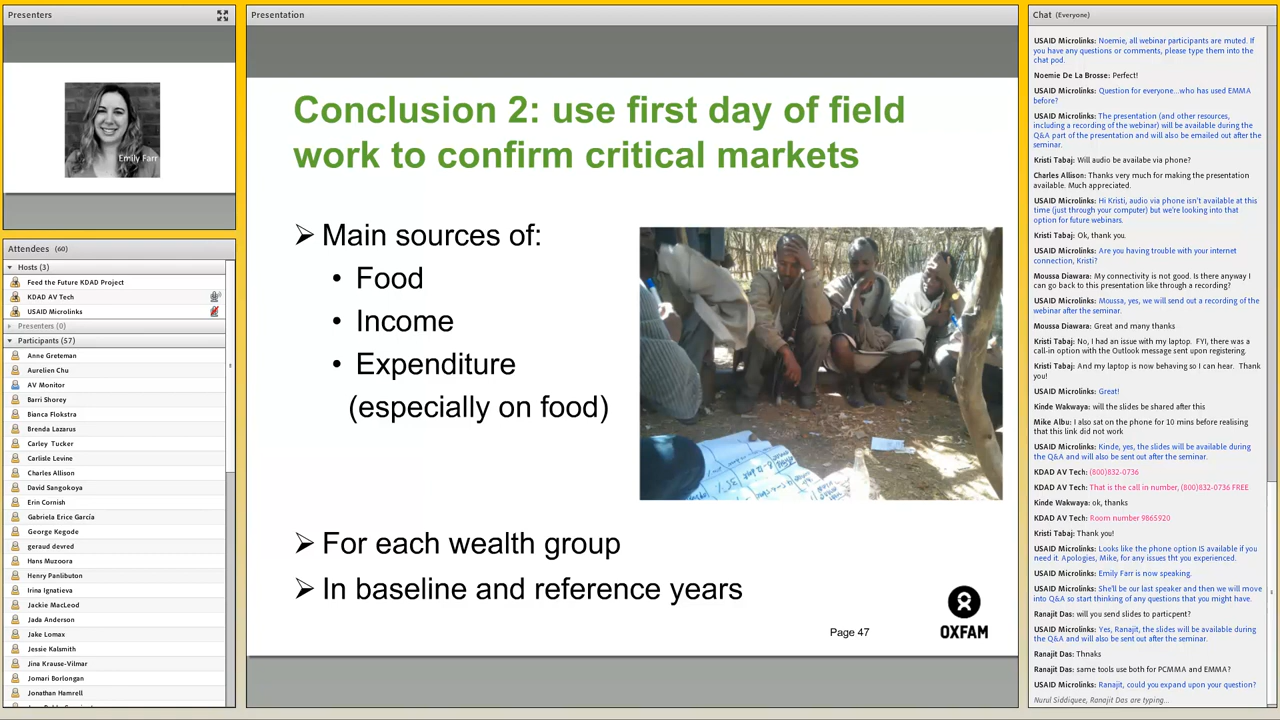 Presenters
Emily Farr
Attendees (60)
Hosts (3)
Feed the Future KDAD Project
KDAD AV Tech
USAID Microlinks
Presenters (0)
Participants (57)
Anne Greteman
Aurelien Chu
AV Monitor
Barri Shorey
Bianca Flokstra
Brenda Lazarus
Carley Tucker
Carlisle Levine
Charles Allison
David Sangokoya
Erin Cornish
Gabriela Erice García
George Kegode
geraud devred
Hans Muzoora
Henry Panlibuton
Irina Ignatieva
Jackie MacLeod
Jada Anderson
Jake Lomax
Jessie Kalsmith
Jina Krause-Vilmar
Jomari Borlongan
Jonathan Hamrell
Presentation
Conclusion 2: use first day of field
work to confirm critical markets
➢ Main sources of:
• Food
• Income
• Expenditure
(especially on food)
➢ For each wealth group
➢ In baseline and reference years
Page 47
OXFAM
Chat (Everyone)
USAID Microlinks: Noemie, all webinar participants are muted. If
you have any questions or comments, please type them into the
chat pod.
Noemie De La Brosse: Perfect!
USAID Microlinks: Question for everyone...who has used EMMA
before?
USAID Microlinks: The presentation (and other resources,
including a recording of the webinar) will be available during the
Q&A part of the presentation and will also be emailed out after the
seminar.
Kristi Tabaj: Will audio be availabe via phone?
Charles Allison: Thanks very much for making the presentation
available. Much appreciated.
USAID Microlinks: Hi Kristi, audio via phone isn't available at this
time (just through your computer) but we're looking into that
option for future webinars.
Kristi Tabaj: Ok, thank you.
USAID Microlinks: Are you having trouble with your internet
connection, Kristi?
Moussa Diawara: My connectivity is not good. Is there anyway I
can go back to this presentation like through a recording?
USAID Microlinks: Moussa, yes, we will send out a recording of the
webinar after the seminar.
Moussa Diawara: Great and many thanks
Kristi Tabaj: No, I had an issue with my laptop. FYI, there was a
call-in option with the Outlook message sent upon registering.
Kristi Tabaj: And my laptop is now behaving so I can hear. Thank
you!
USAID Microlinks: Great!
Kinde Wakwaya: will the slides be shared after this
Mike Albu: I also sat on the phone for 10 mins before realising
that this link did not work
USAID Microlinks: Kinde, yes, the slides will be available during
the Q&A and will also be sent out after the seminar.
KDAD AV Tech: (800)832-0736
KDAD AV Tech: That is the call in number, (800)832-0736 FREE
Kinde Wakwaya: ok, thanks
KDAD AV Tech: Room number 9865920
Kristi Tabaj: Thank you!
USAID Microlinks: Looks like the phone option IS available if you
need it. Apologies, Mike, for any issues tht you experienced.
USAID Microlinks: Emily Farr is now speaking.
USAID Microlinks: She'll be our last speaker and then we will move
into Q&A so start thinking of any questions that you might have.
Ranajit Das: will you send slides to particpent?
USAID Microlinks: Yes, Ranajit, the slides will be available during
the Q&A and will also be sent out after the seminar.
Ranajit Das: Thnaks
Ranajit Das: same tools use both for PCMMA and EMMA?
USAID Microlinks: Ranajit, could you expand upon your question?
Nurul Siddiquee, Ranajit Das are typing...